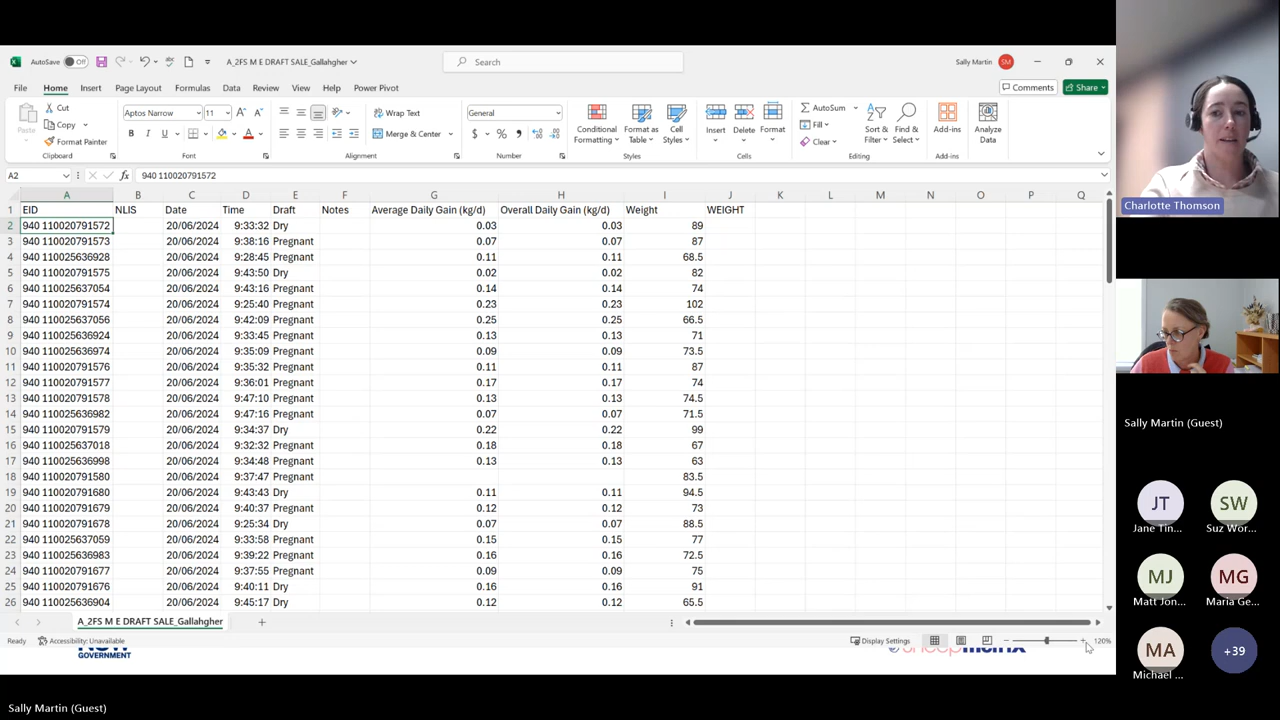 AutoSave Off A_2FS M E DRAFT SALE_Gallahgher Search Sally Martin SM
File Home Insert Page Layout Formulas Data Review View Help Power Pivot Comments Share
Paste Cut Copy Format Painter Clipboard
Aptos Narrow 11 B I U Font
Wrap Text Merge & Center Alignment
General Number
Conditional Formatting Format as Table Cell Styles Styles
Insert Delete Format Cells
AutoSum Fill Clear Sort & Filter Find & Select Editing
Add-ins Add-ins
Analyze Data
A2 fx 940 110020791572
A B C D E F G H I J K L M N O P Q
1 EID NLIS Date Time Draft Notes Average Daily Gain (kg/d) Overall Daily Gain (kg/d) Weight WEIGHT
2 940 110020791572 20/06/2024 9:33:32 Dry 0.03 0.03 89
3 940 110020791573 20/06/2024 9:38:16 Pregnant 0.07 0.07 87
4 940 110025636928 20/06/2024 9:28:45 Pregnant 0.11 0.11 68.5
5 940 110020791575 20/06/2024 9:43:50 Dry 0.02 0.02 82
6 940 110025637054 20/06/2024 9:43:16 Pregnant 0.14 0.14 74
7 940 110020791574 20/06/2024 9:25:40 Pregnant 0.23 0.23 102
8 940 110025637056 20/06/2024 9:42:09 Pregnant 0.25 0.25 66.5
9 940 110025636924 20/06/2024 9:33:45 Pregnant 0.13 0.13 71
10 940 110025636974 20/06/2024 9:35:09 Pregnant 0.09 0.09 73.5
11 940 110020791576 20/06/2024 9:35:32 Pregnant 0.11 0.11 87
12 940 110020791577 20/06/2024 9:36:01 Pregnant 0.17 0.17 74
13 940 110020791578 20/06/2024 9:47:10 Pregnant 0.13 0.13 74.5
14 940 110025636982 20/06/2024 9:47:16 Pregnant 0.07 0.07 71.5
15 940 110020791579 20/06/2024 9:34:37 Dry 0.22 0.22 99
16 940 110025637018 20/06/2024 9:32:32 Pregnant 0.18 0.18 67
17 940 110025636998 20/06/2024 9:34:48 Pregnant 0.13 0.13 63
18 940 110020791580 20/06/2024 9:37:47 Pregnant 83.5
19 940 110020791680 20/06/2024 9:43:43 Dry 0.11 0.11 94.5
20 940 110020791679 20/06/2024 9:40:37 Pregnant 0.12 0.12 73
21 940 110020791678 20/06/2024 9:25:34 Dry 0.07 0.07 88.5
22 940 110025637059 20/06/2024 9:33:58 Pregnant 0.15 0.15 77
23 940 110025636983 20/06/2024 9:39:22 Pregnant 0.16 0.16 72.5
24 940 110020791677 20/06/2024 9:37:55 Pregnant 0.09 0.09 75
25 940 110020791676 20/06/2024 9:40:11 Dry 0.16 0.16 91
26 940 110025636904 20/06/2024 9:45:17 Dry 0.12 0.12 65.5
A_2FS M E DRAFT SALE_Gallahgher
Ready Accessibility: Unavailable Display Settings 120%
GOVERNMENT
Charlotte Thomson
Sally Martin (Guest)
JT SW
Jane Tin... Suz Wor...
MJ MG
Matt Jon... Maria Ge...
MA +39
Michael ...
Sally Martin (Guest)